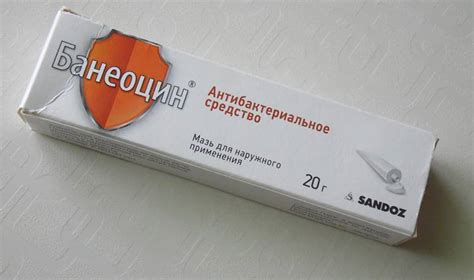 Банеоцин®
Антибактериальное
средство
Мазь для наружного
применения
20 г
SANDOZ